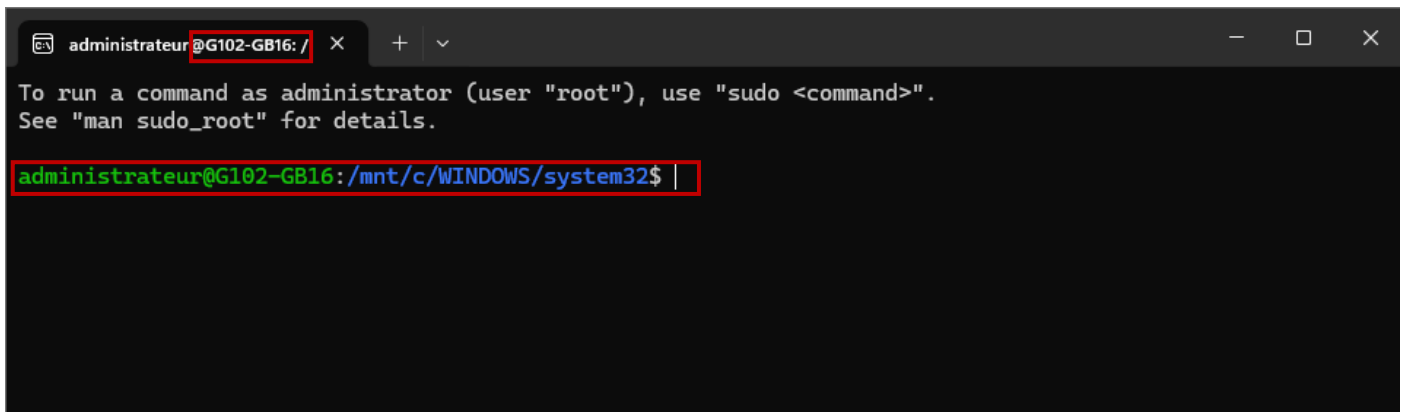 administrateur@G102-GB16: /
To run a command as administrator (user "root"), use "sudo <command>".
See "man sudo_root" for details.
administrateur@G102-GB16:/mnt/c/WINDOWS/system32$